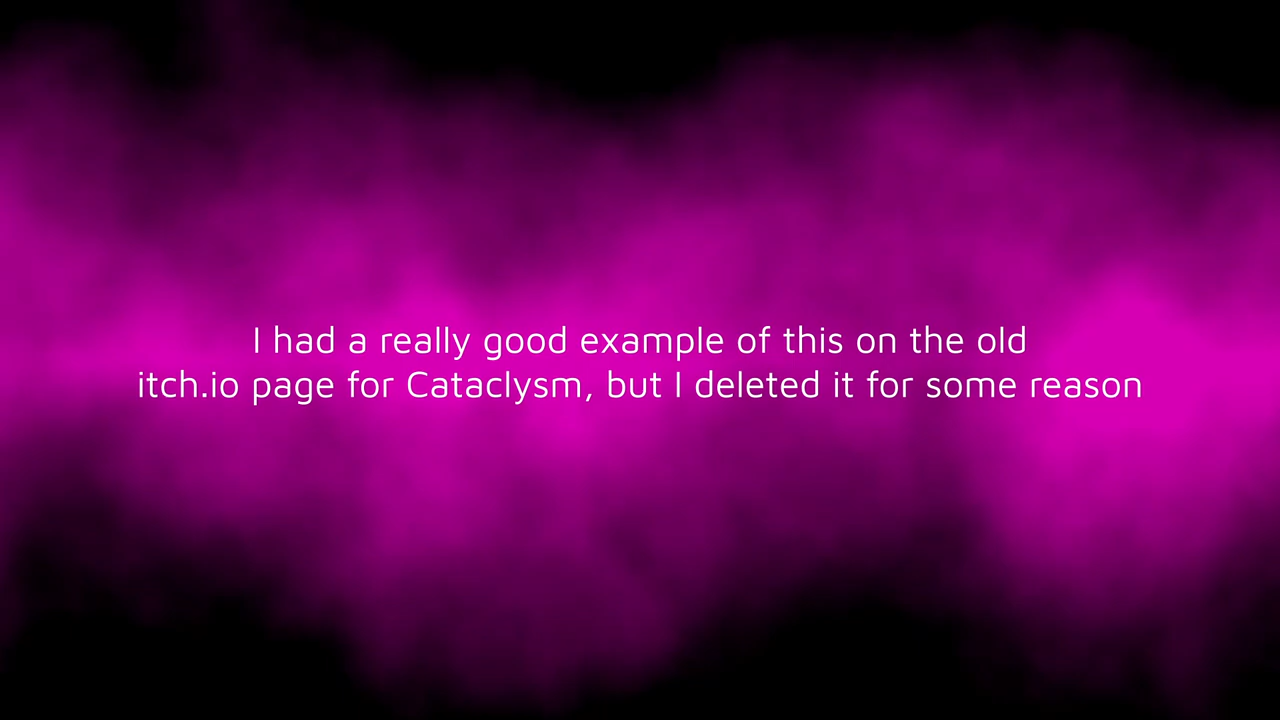 I had a really good example of this on the old
itch.io page for Cataclysm, but I deleted it for some reason